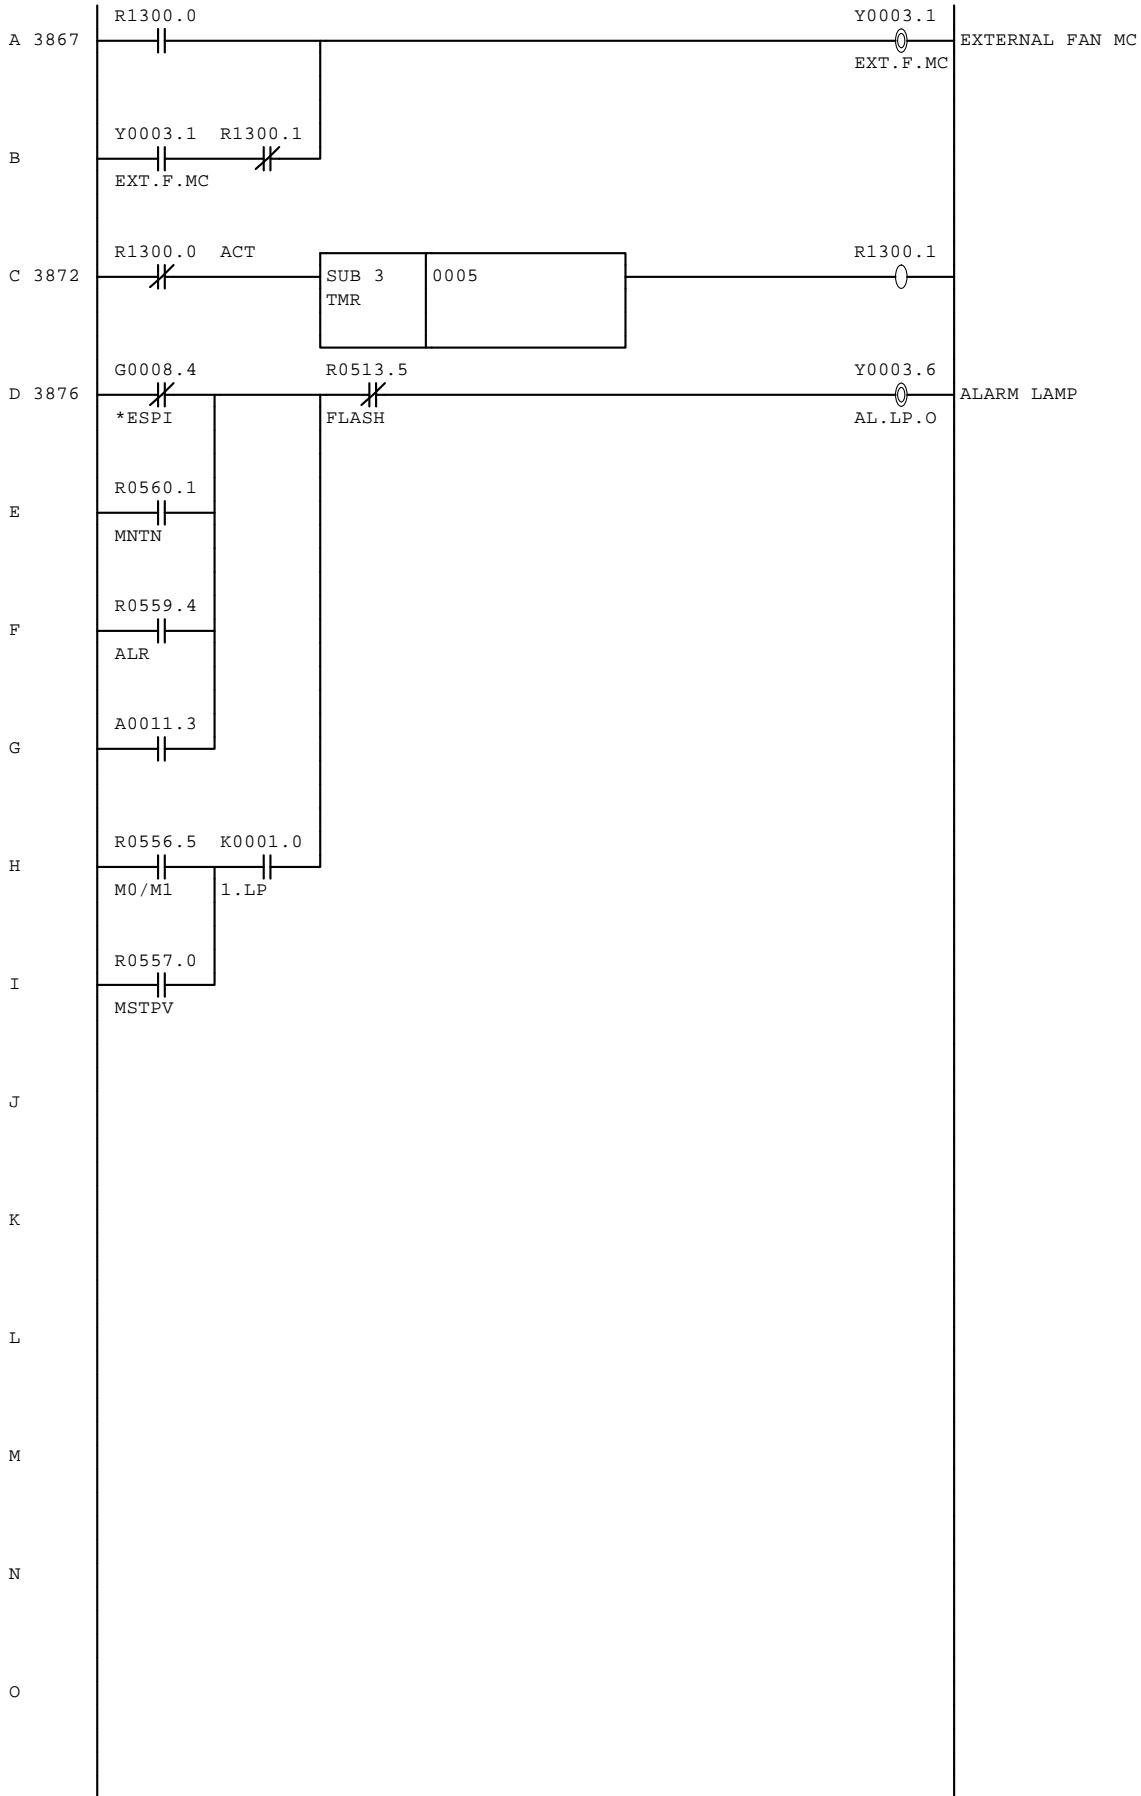 R1300.0 Y0003.1
A 3867 EXTERNAL FAN MC
EXT.F.MC
Y0003.1 R1300.1
B
EXT.F.MC
R1300.0 ACT R1300.1
C 3872 SUB 3 0005
TMR
G0008.4 R0513.5 Y0003.6
D 3876 ALARM LAMP
*ESPI FLASH AL.LP.O
R0560.1
E
MNTN
R0559.4
F
ALR
A0011.3
G
R0556.5 K0001.0
H
M0/M1 1.LP
R0557.0
I
MSTPV
J
K
L
M
N
O